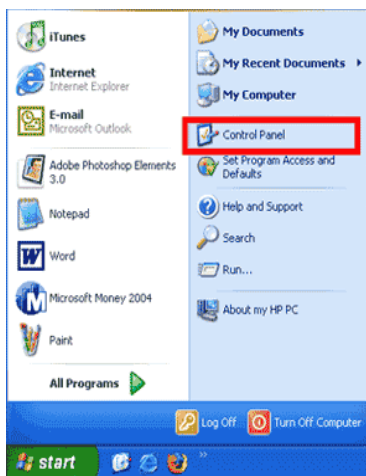 iTunes
Internet
Internet Explorer
E-mail
Microsoft Outlook
Adobe Photoshop Elements
3.0
Notepad
Word
Microsoft Money 2004
Paint
All Programs
My Documents
My Recent Documents
My Computer
Control Panel
Set Program Access and
Defaults
Help and Support
Search
Run...
About my HP PC
Log Off
Turn Off Computer
start